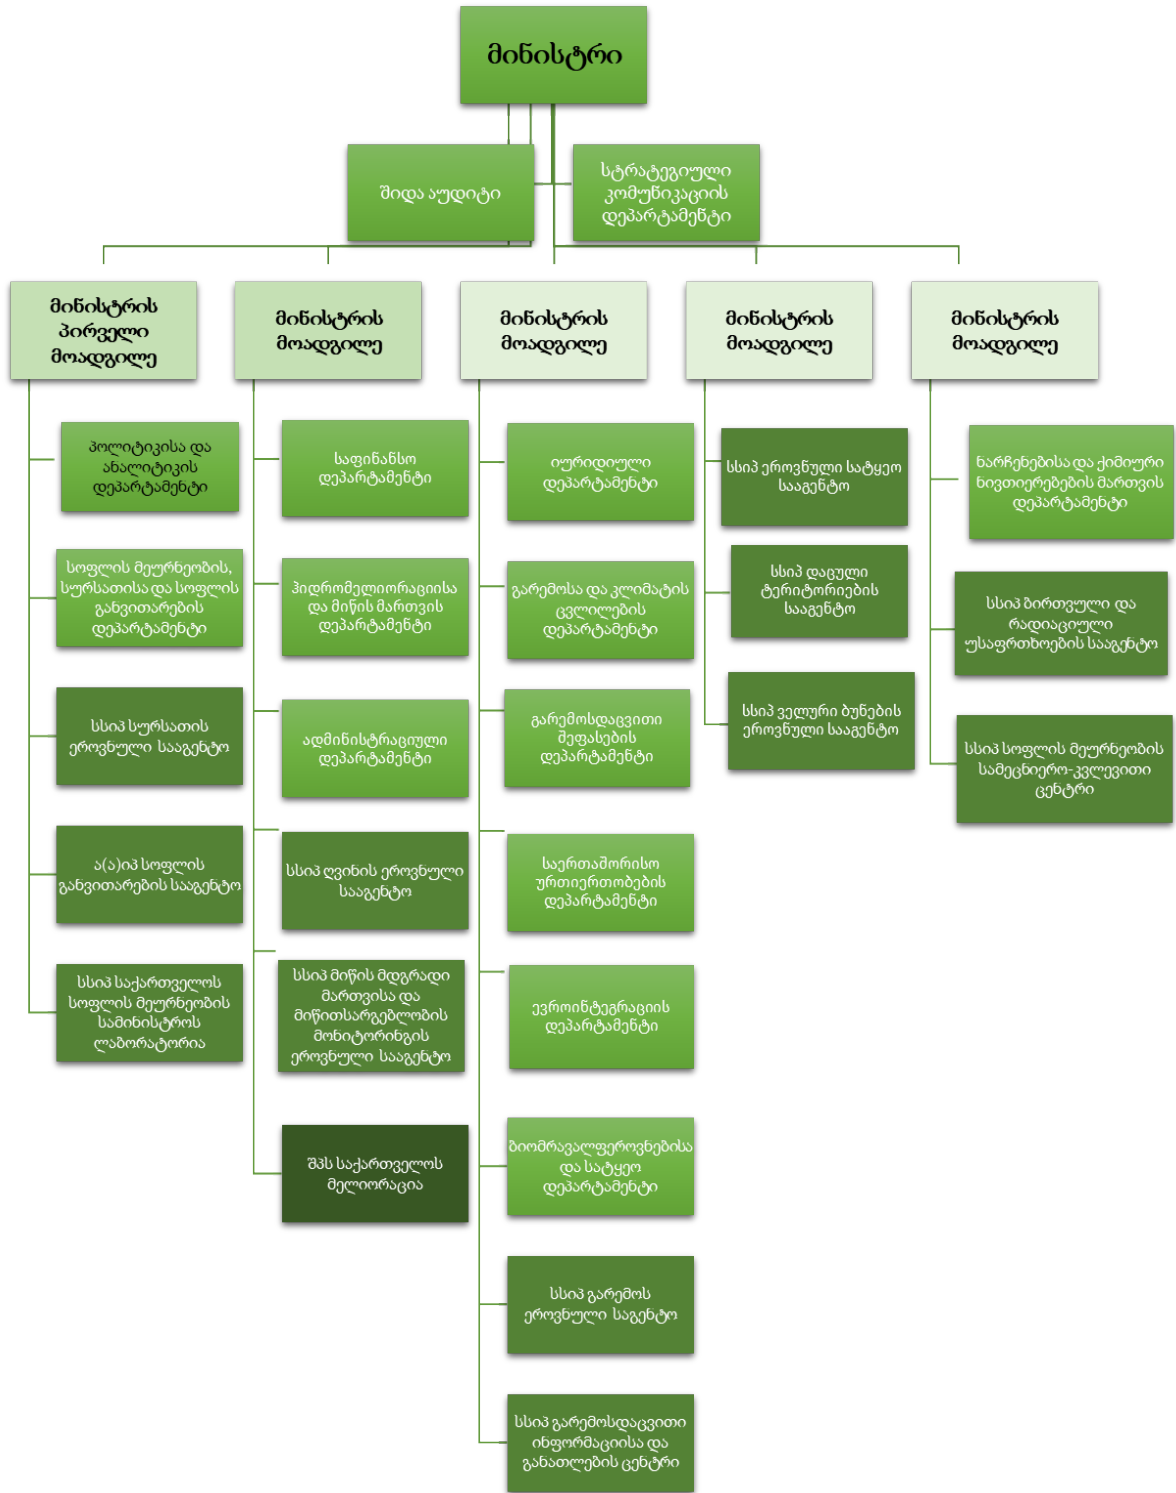 მინისტრი
შიდა აუდიტი
სტრატეგიული
კომუნიკაციის
დეპარტამენტი
მინისტრის
პირველი
მოადგილე
მინისტრის
მოადგილე
მინისტრის
მოადგილე
მინისტრის
მოადგილე
მინისტრის
მოადგილე
პოლიტიკისა და
ანალიტიკის
დეპარტამენტი
სოფლის მეურნეობის,
სურსათისა და სოფლის
განვითარების
დეპარტამენტი
სსიპ სურსათის
ეროვნული სააგენტო
ა(ა)იპ სოფლის
განვითარების სააგენტო
სსიპ საქართველოს
სოფლის მეურნეობის
სამინისტროს
ლაბორატორია
საფინანსო
დეპარტამენტი
ჰიდრომელიორაციისა
და მიწის მართვის
დეპარტამენტი
ადმინისტრაციული
დეპარტამენტი
სსიპ ღვინის ეროვნული
სააგენტო
სსიპ მიწის მდგრადი
მართვისა და
მიწითსარგებლობის
მონიტორინგის
ეროვნული სააგენტო
შპს საქართველოს
მელიორაცია
იურიდიული
დეპარტამენტი
გარემოსა და კლიმატის
ცვლილების
დეპარტამენტი
გარემოსდაცვითი
შეფასების
დეპარტამენტი
საერთაშორისო
ურთიერთობების
დეპარტამენტი
ევროინტეგრაციის
დეპარტამენტი
ბიომრავალფეროვნებისა
და სატყეო
დეპარტამენტი
სსიპ გარემოს
ეროვნული საგენტო
სსიპ გარემოსდაცვითი
ინფორმაციისა და
განათლების ცენტრი
სსიპ ეროვნული სატყეო
სააგენტო
სსიპ დაცული
ტერიტორიების
სააგენტო
სსიპ ველური ბუნების
ეროვნული სააგენტო
ნარჩენებისა და ქიმიური
ნივთიერებების მართვის
დეპარტამენტი
სსიპ ბირთვული და
რადიაციული
უსაფრთხოების სააგენტო
სსიპ სოფლის მეურნეობის
სამეცნიერო-კვლევითი
ცენტრი